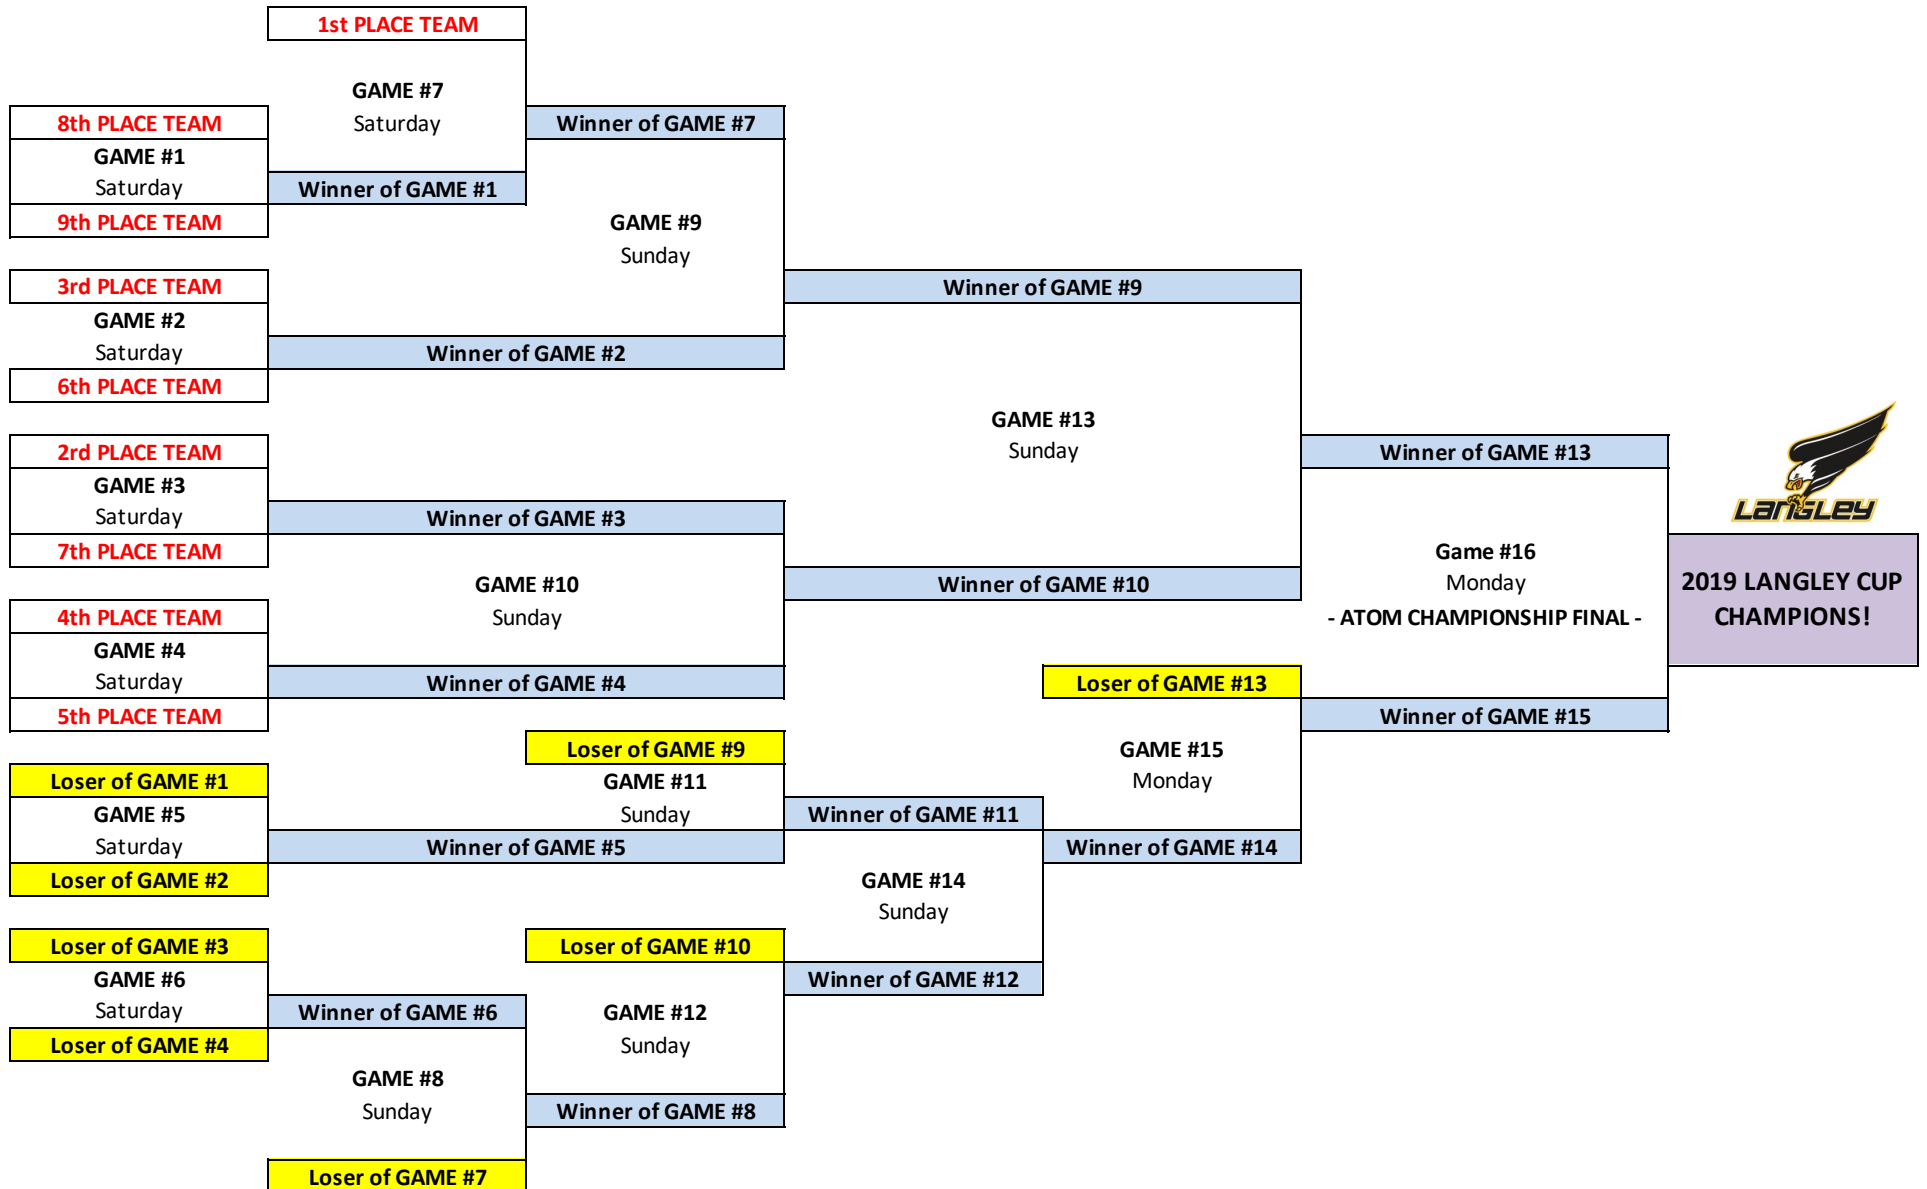 1st PLACE TEAM
GAME #7
Saturday
8th PLACE TEAM
GAME #1
Saturday
9th PLACE TEAM
Winner of GAME #1
Winner of GAME #7
GAME #9
Sunday
3rd PLACE TEAM
GAME #2
Saturday
6th PLACE TEAM
Winner of GAME #2
Winner of GAME #9
GAME #13
Sunday
2rd PLACE TEAM
GAME #3
Saturday
7th PLACE TEAM
Winner of GAME #3
GAME #10
Sunday
Winner of GAME #10
4th PLACE TEAM
GAME #4
Saturday
5th PLACE TEAM
Winner of GAME #4
Winner of GAME #13
Game #16
Monday
- ATOM CHAMPIONSHIP FINAL -
LANGLEY
2019 LANGLEY CUP
CHAMPIONS!
Loser of GAME #13
GAME #15
Monday
Winner of GAME #15
Loser of GAME #9
GAME #11
Sunday
Loser of GAME #1
GAME #5
Saturday
Loser of GAME #2
Winner of GAME #5
Winner of GAME #11
GAME #14
Sunday
Winner of GAME #14
Loser of GAME #3
GAME #6
Saturday
Loser of GAME #4
Winner of GAME #6
GAME #8
Sunday
Loser of GAME #7
Loser of GAME #10
GAME #12
Sunday
Winner of GAME #8
Winner of GAME #12